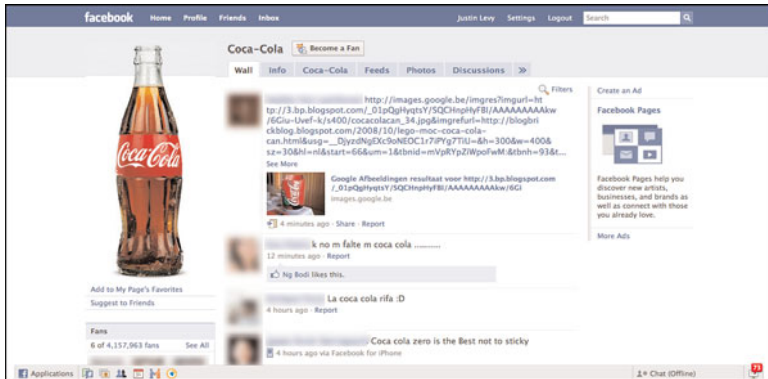 facebook Home Profile Friends Inbox Justin Levy Settings Logout Search
Coca-Cola Become a Fan
Wall Info Coca-Cola Feeds Photos Discussions »
Filters
http://images.google.be/imgres?imgurl=ht
tp://3.bp.blogspot.com/_01pQgHyqtsY/SQCHnpHyFBI/AAAAAAAAAkw
/6Giu-Uvef-k/s400/cocacolacan_34.jpg&imgrefurl=http://blogbri
ckblog.blogspot.com/2008/10/lego-moc-coca-cola-
can.html&usg=__DjyzdNgEXc9oNEOC1r7iPYg7TiU=&h=300&w=400&
sz=30&hl=nl&start=66&um=1&tbnid=mVpRYpZiWpoFwM:&tbnh=93&t...
See More
Google Afbeeldingen resultaat voor http://3.bp.blogspot.com
/_01pQgHyqtsY/SQCHnpHyFBI/AAAAAAAAAkw/6Gi
images.google.be
4 minutes ago · Share · Report
k no m falte m coca cola ..........
12 minutes ago · Report
Ng Bodi likes this.
La coca cola rifa :D
4 hours ago · Report
Coca cola zero is the Best not to sticky
4 hours ago via Facebook for iPhone
Coca-Cola
Add to My Page's Favorites
Suggest to Friends
Fans
6 of 4,157,963 fans See All
Create an Ad
Facebook Pages
Facebook Pages help you
discover new artists,
businesses, and brands as
well as connect with those
you already love.
More Ads
Applications
Chat (Offline)
73